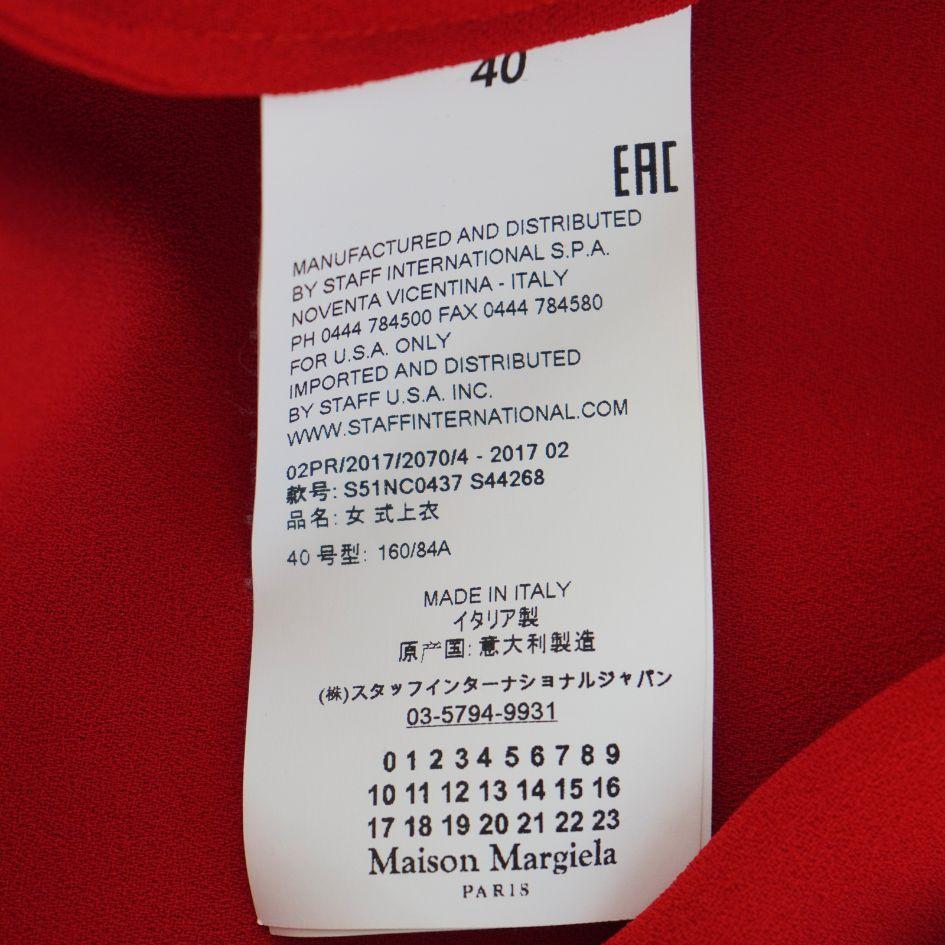 40
EAC
MANUFACTURED AND DISTRIBUTED
BY STAFF INTERNATIONAL S.P.A.
NOVENTA VICENTINA - ITALY
PH 0444 784500 FAX 0444 784580
FOR U.S.A. ONLY
IMPORTED AND DISTRIBUTED
BY STAFF U.S.A. INC.
WWW.STAFFINTERNATIONAL.COM
02PR/2017/2070/4 - 2017 02
款号: S51NC0437 S44268
品名: 女 式上衣
40 号型: 160/84A
MADE IN ITALY
イタリア製
原产国: 意大利製造
(株)スタッフインターナショナルジャパン
03-5794-9931
0 1 2 3 4 5 6 7 8 9
10 11 12 13 14 15 16
17 18 19 20 21 22 23
Maison Margiela
PARIS